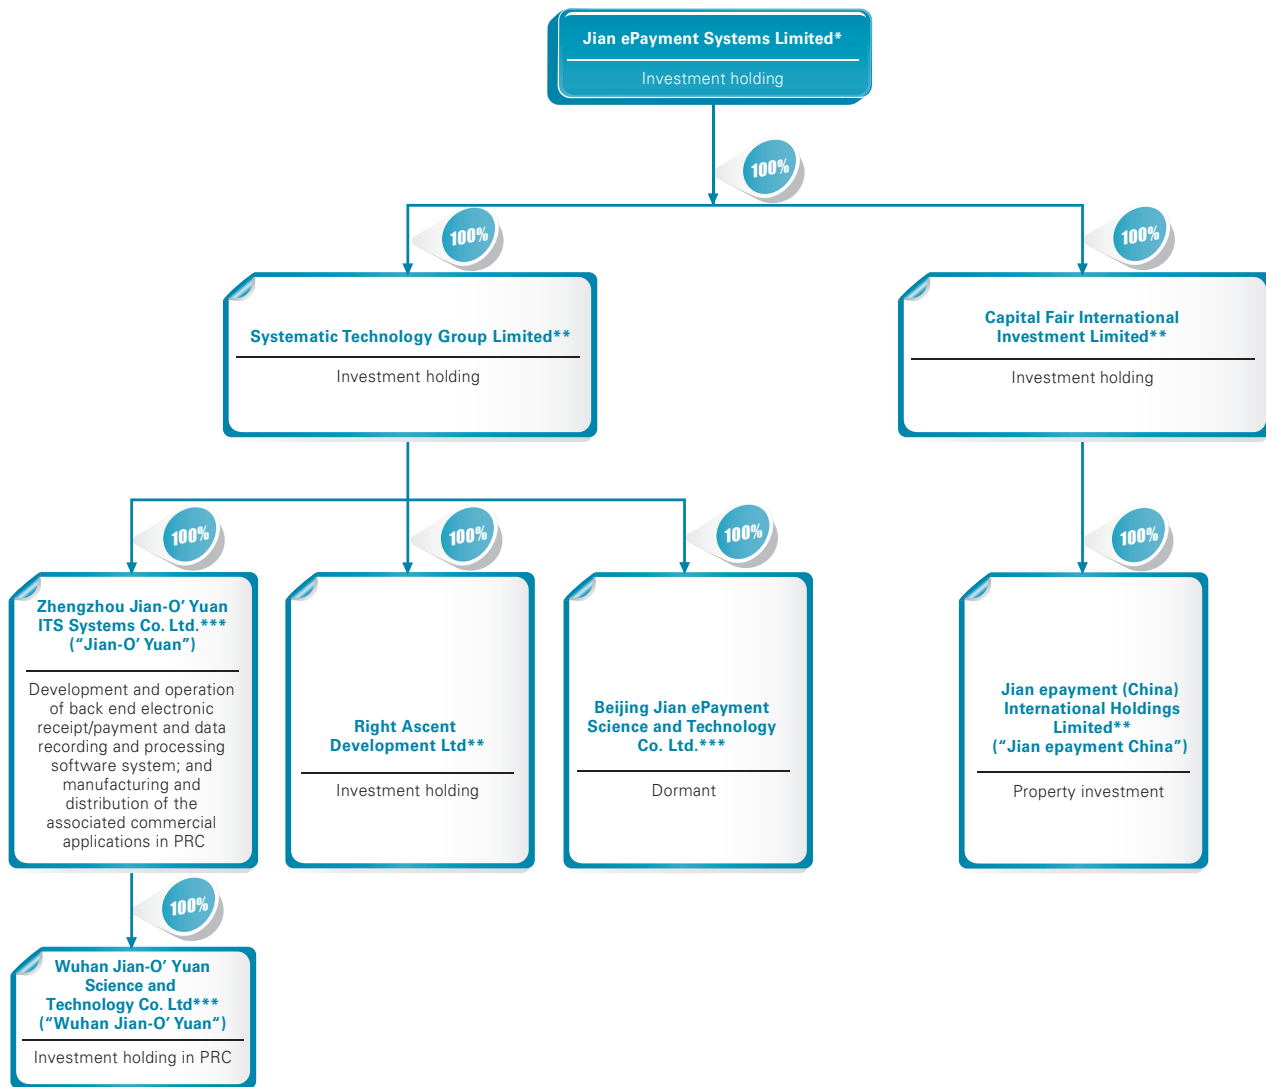 Jian ePayment Systems Limited*
Investment holding
100%
100%
100%
Systematic Technology Group Limited**
Investment holding
Capital Fair International
Investment Limited**
Investment holding
100%
100%
100%
100%
Zhengzhou Jian-O’ Yuan
ITS Systems Co. Ltd.***
(“Jian-O’ Yuan”)
Development and operation
of back end electronic
receipt/payment and data
recording and processing
software system; and
manufacturing and
distribution of the
associated commercial
applications in PRC
Right Ascent
Development Ltd**
Investment holding
Beijing Jian ePayment
Science and Technology
Co. Ltd.***
Dormant
Jian epayment (China)
International Holdings
Limited**
(“Jian epayment China”)
Property investment
100%
Wuhan Jian-O’ Yuan
Science and
Technology Co. Ltd***
(“Wuhan Jian-O’ Yuan“)
Investment holding in PRC